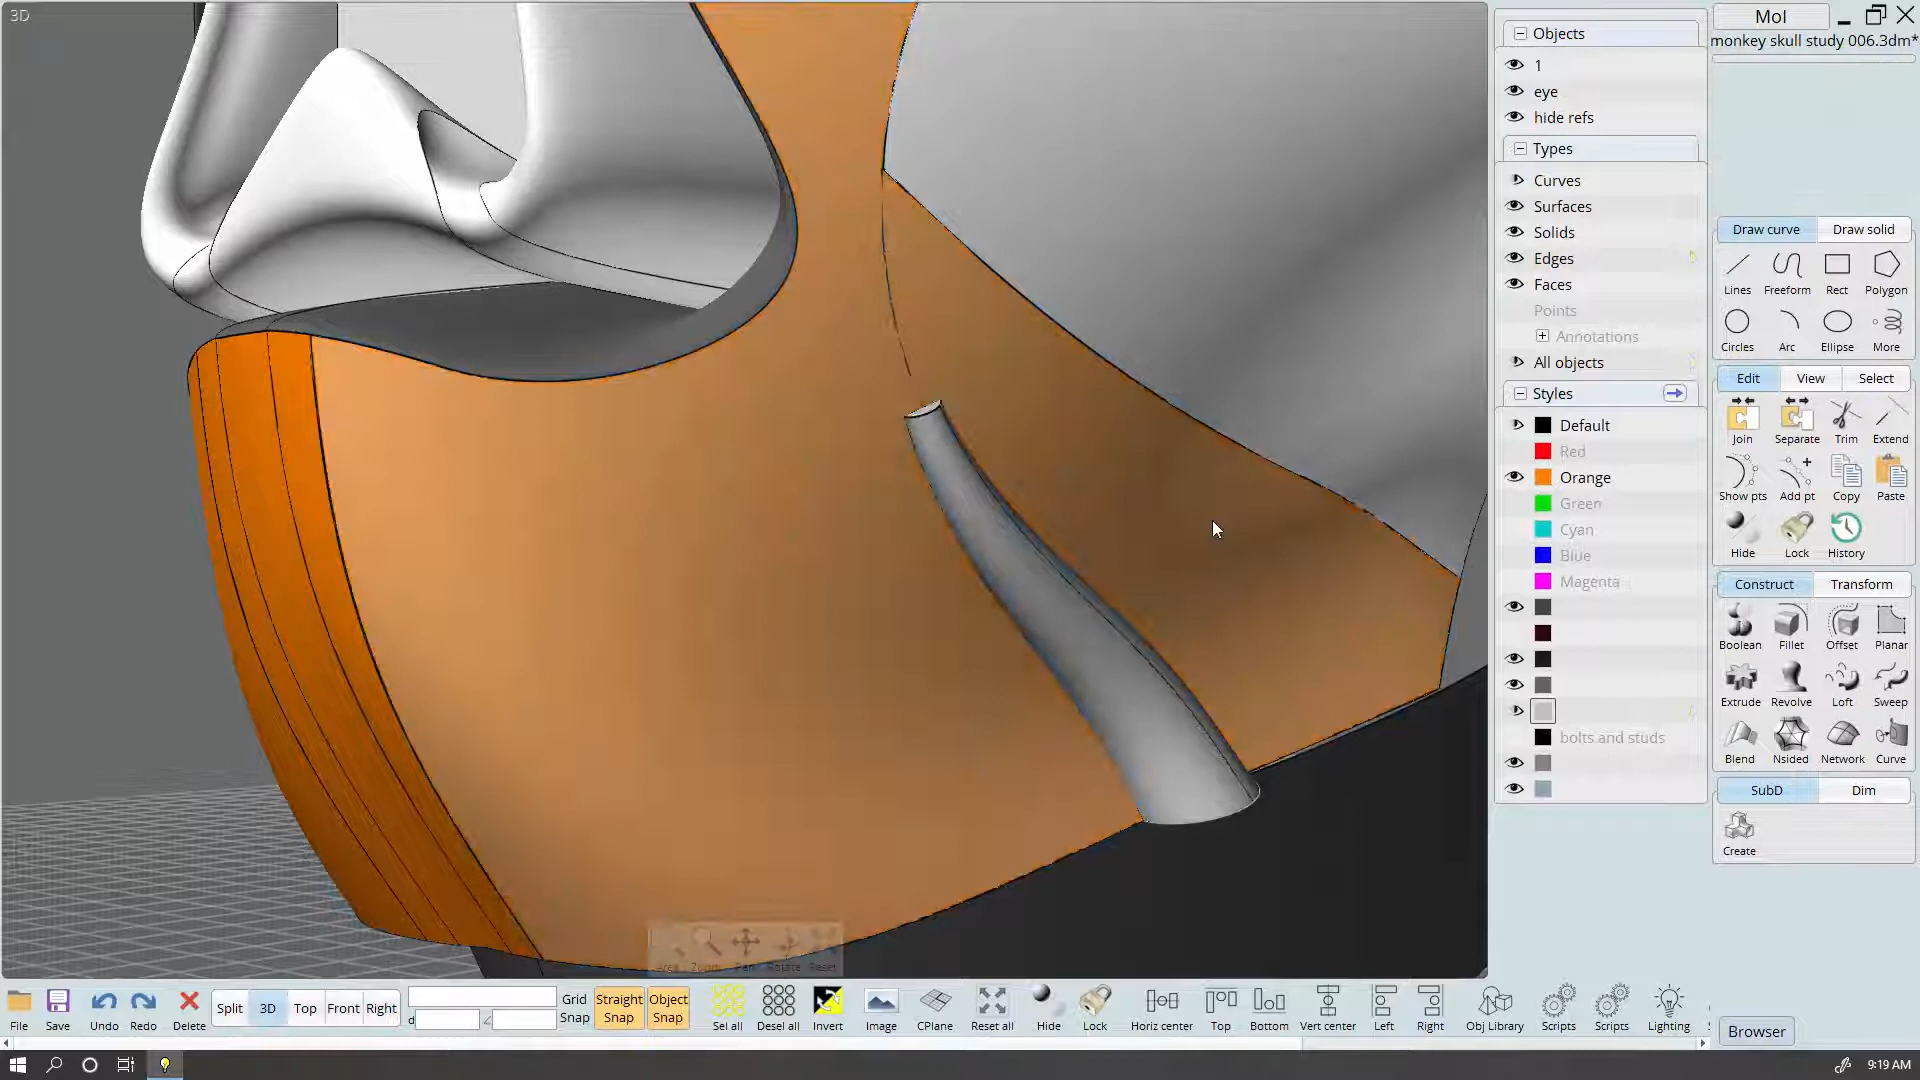 3D
Objects
1
eye
hide refs
Types
Curves
Surfaces
Solids
Edges
Faces
Points
Annotations
All objects
Styles
Default
Red
Orange
Green
Cyan
Blue
Magenta
bolts and studs
MoI
monkey skull study 006.3dm*
Draw curve Draw solid
Lines Freeform Rect Polygon
Circles Arc Ellipse More
Edit View Select
Join Separate Trim Extend
Show pts Add pt Copy Paste
Hide Lock History
Construct Transform
Boolean Fillet Offset Planar
Extrude Revolve Loft Sweep
Blend Nsided Network Curve
SubD Dim
Create
Area Zoom Pan Rotate Reset
File Save Undo Redo Delete Split 3D Top Front Right d Grid Snap Straight Snap Object Snap Sel all Desel all Invert Image CPlane Reset all Hide Lock Horiz center Top Bottom Vert center Left Right Obj Library Scripts Scripts Lighting
Browser
9:19 AM